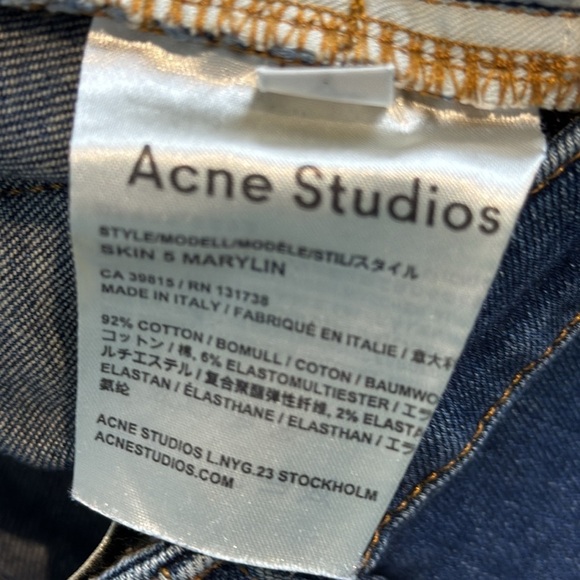 Acne Studios
STYLE/MODELL/MODÈLE/STIL/スタイル
SKIN 5 MARYLIN
CA 39815 / RN 131738
MADE IN ITALY / FABRIQUÉ EN ITALIE / 意大利
92% COTTON / BOMULL / COTON / BAUMWO
コットン / 棉, 6% ELASTOMULTIESTER / エラ
ルチエステル / 复合聚酯弹性纤维, 2% ELASTA
ELASTAN / ÉLASTHANE / ELASTHAN / エラ
氨纶
ACNE STUDIOS L.NYG.23 STOCKHOLM
ACNESTUDIOS.COM